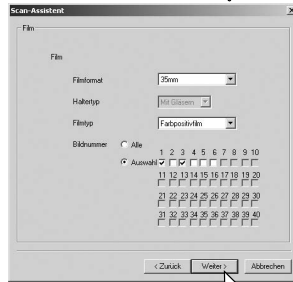 Scan-Assistent
Film
Film
Filmformat 35mm
Haltertyp Mit Gläsern
Filmtyp Farbpositivfilm
Bildnummer Alle
1 2 3 4 5 6 7 8 9 10
Auswahl
11 12 13 14 15 16 17 18 19 20
21 22 23 24 25 26 27 28 29 30
31 32 33 34 35 36 37 38 39 40
< Zurück Weiter > Abbrechen